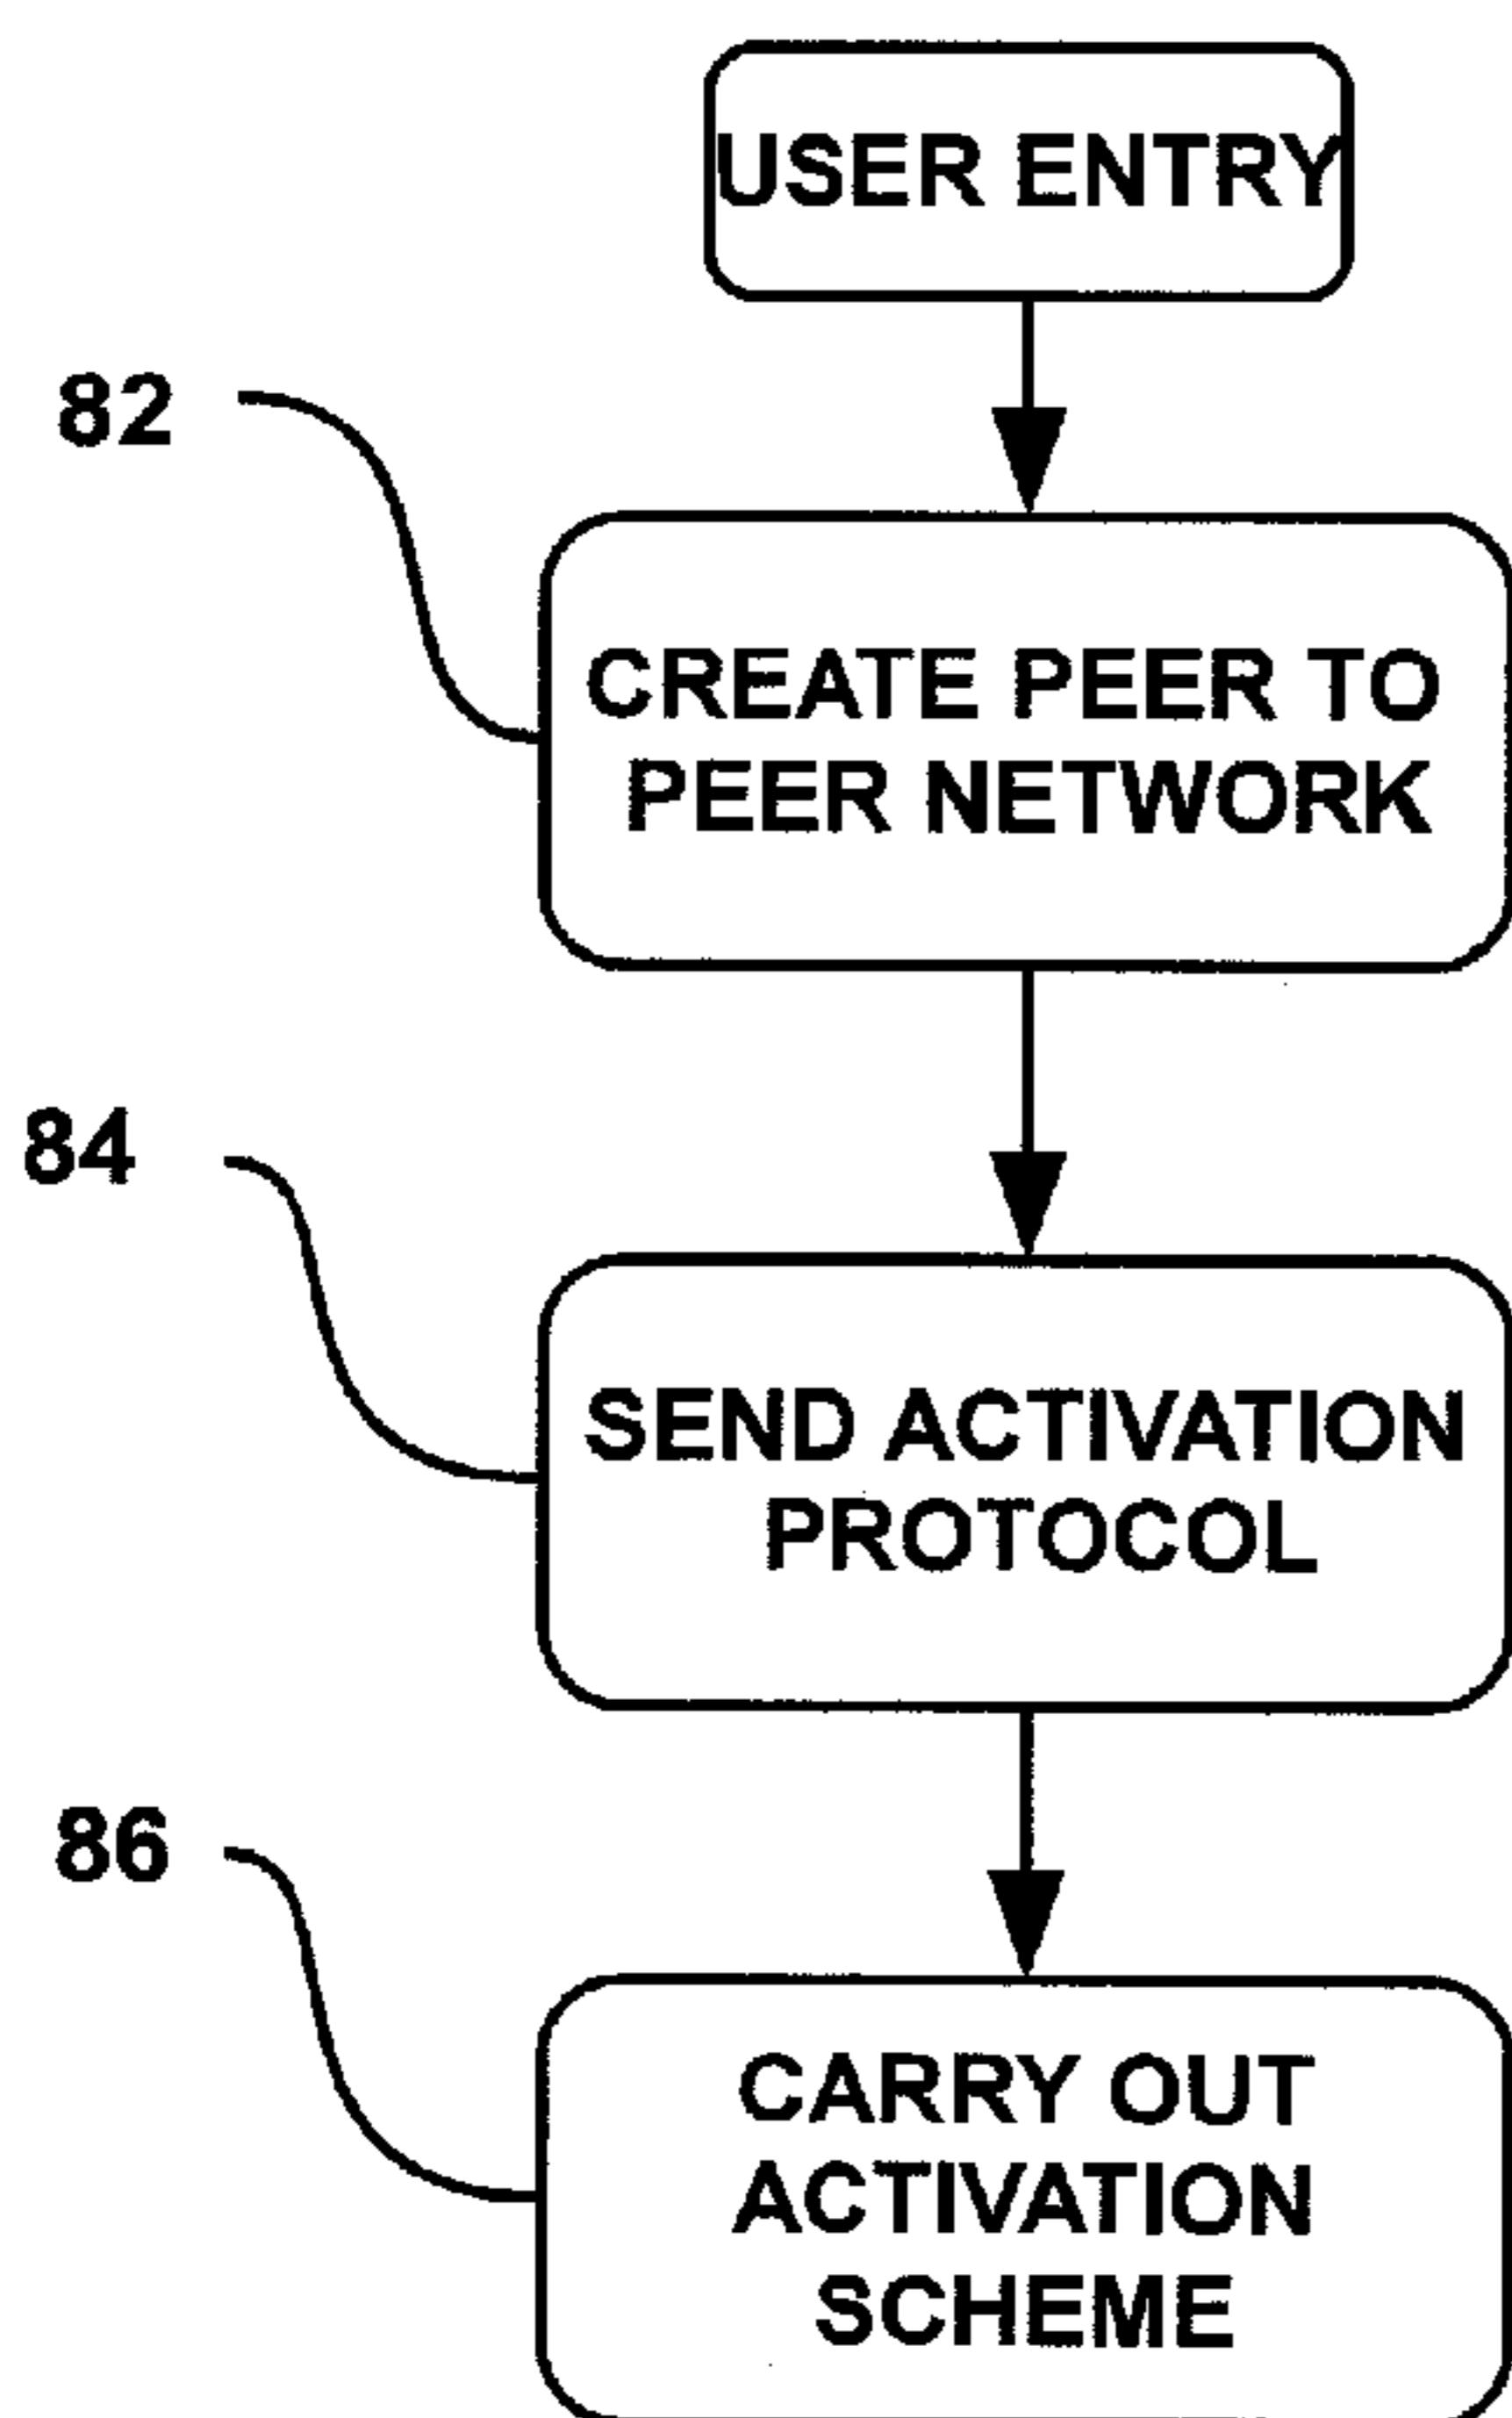 USER ENTRY
82
CREATE PEER TO
PEER NETWORK
84
SEND ACTIVATION
PROTOCOL
86
CARRY OUT
ACTIVATION
SCHEME